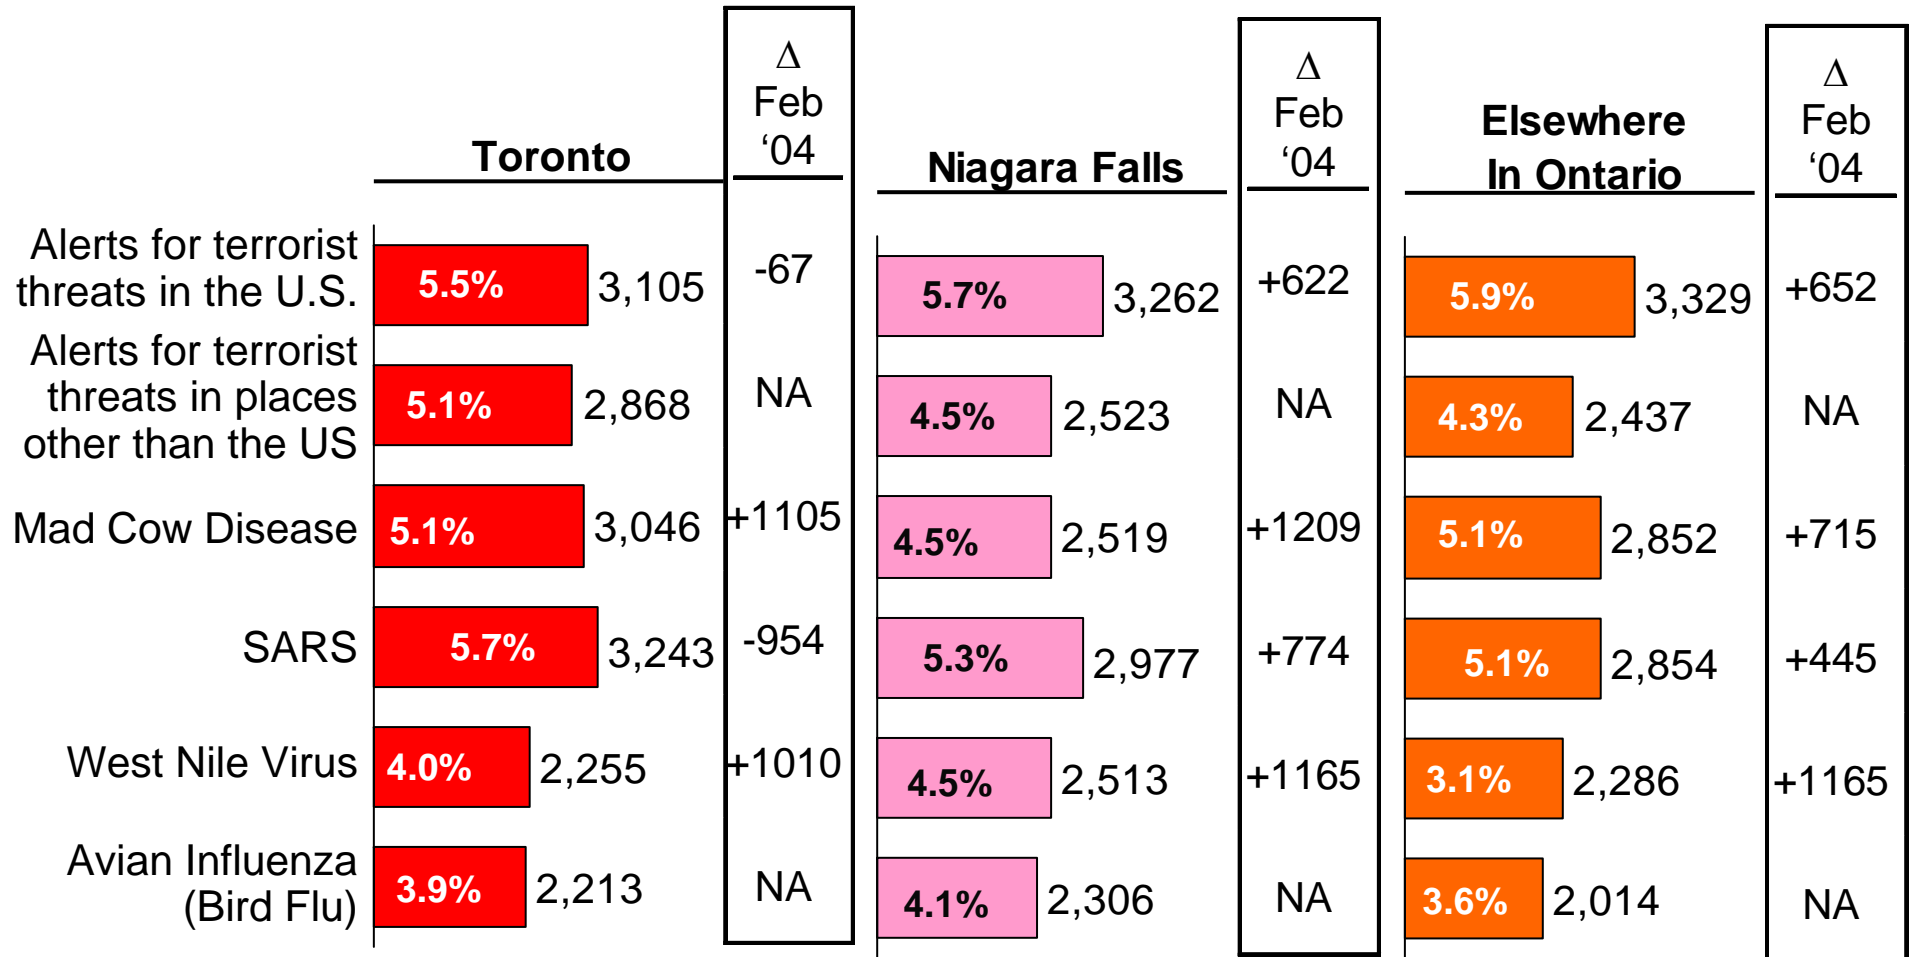 Toronto
Δ
Feb
‘04
Niagara Falls
Δ
Feb
‘04
Elsewhere
In Ontario
Δ
Feb
‘04
Alerts for terrorist
threats in the U.S.
5.5% 3,105 -67 5.7% 3,262 +622 5.9% 3,329 +652
Alerts for terrorist
threats in places
other than the US
5.1% 2,868 NA 4.5% 2,523 NA 4.3% 2,437 NA
Mad Cow Disease 5.1% 3,046 +1105 4.5% 2,519 +1209 5.1% 2,852 +715
SARS 5.7% 3,243 -954 5.3% 2,977 +774 5.1% 2,854 +445
West Nile Virus 4.0% 2,255 +1010 4.5% 2,513 +1165 3.1% 2,286 +1165
Avian Influenza
(Bird Flu)
3.9% 2,213 NA 4.1% 2,306 NA 3.6% 2,014 NA